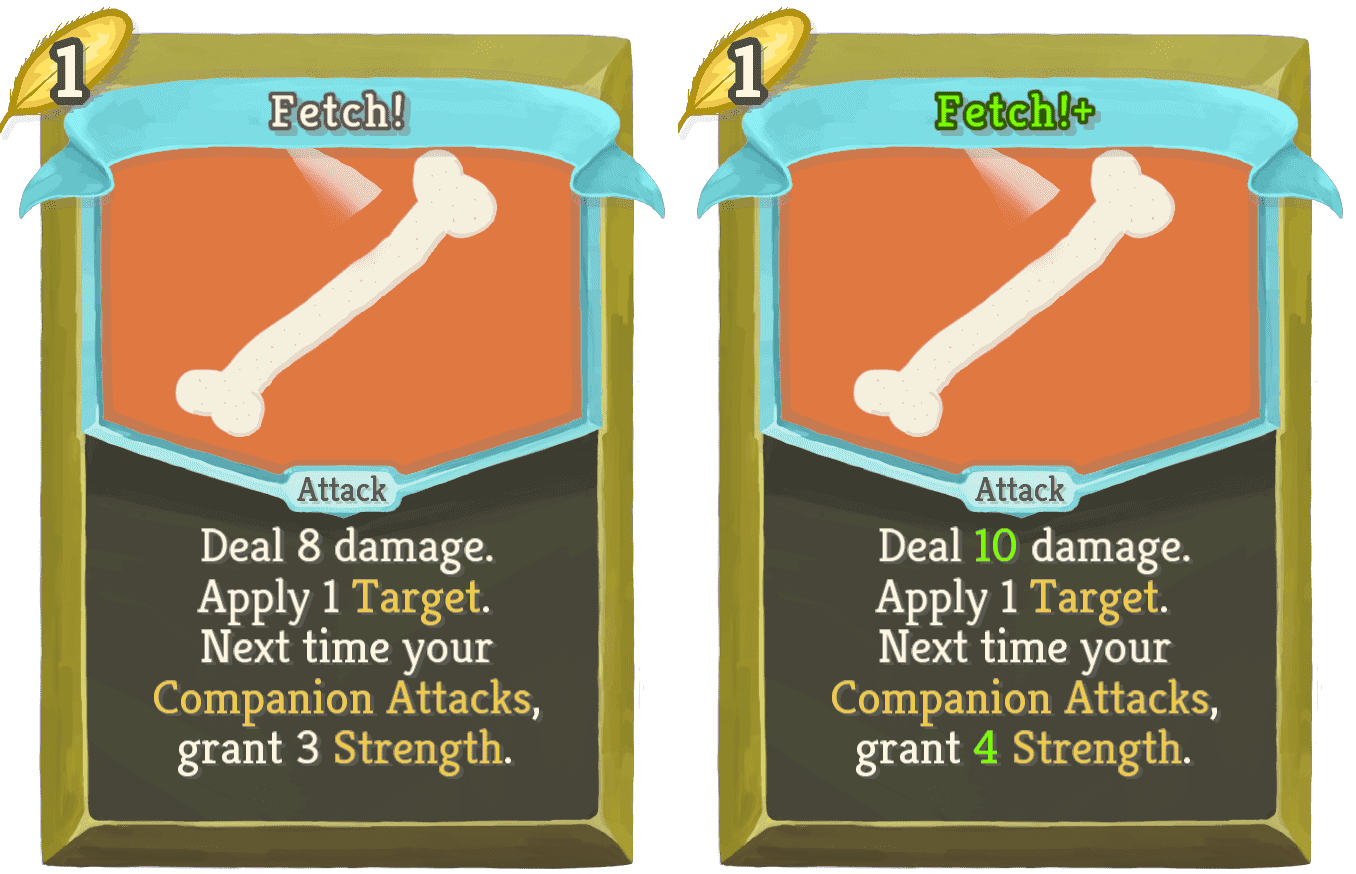 1
Fetch!
Attack
Deal 8 damage.
Apply 1 Target.
Next time your
Companion Attacks,
grant 3 Strength.
1
Fetch!+
Attack
Deal 10 damage.
Apply 1 Target.
Next time your
Companion Attacks,
grant 4 Strength.